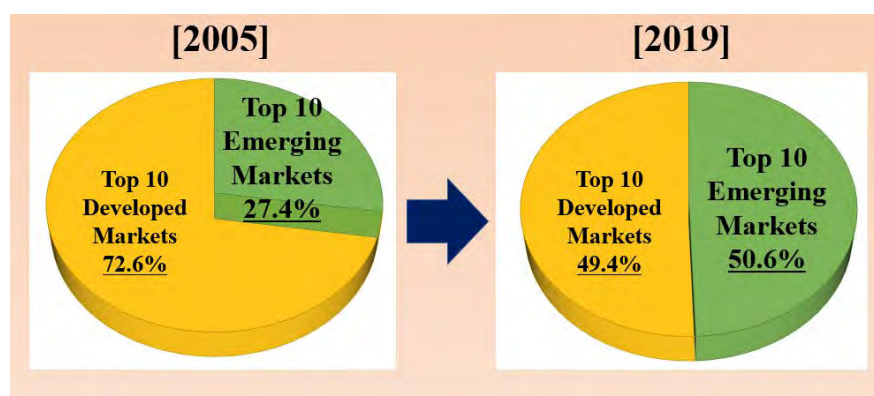 [2005]
Top 10
Emerging
Markets
27.4%
Top 10
Developed
Markets
72.6%
[2019]
Top 10
Developed
Markets
49.4%
Top 10
Emerging
Markets
50.6%